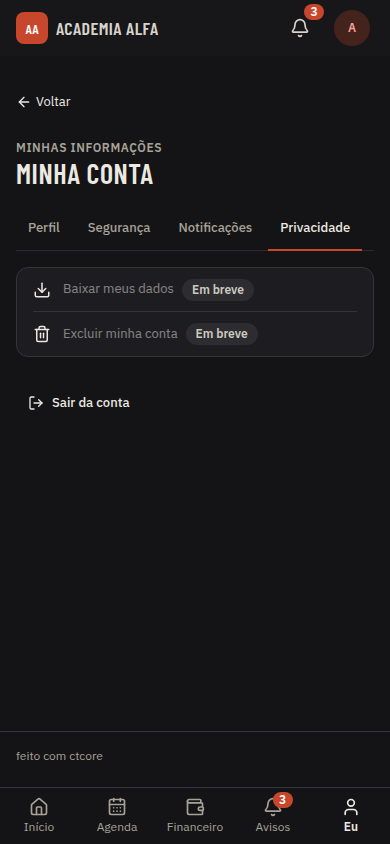 AA ACADEMIA ALFA 3 A
Voltar
MINHAS INFORMAÇÕES
MINHA CONTA
Perfil Segurança Notificações Privacidade
Baixar meus dados Em breve
Excluir minha conta Em breve
Sair da conta
feito com ctcore
3
Início Agenda Financeiro Avisos Eu